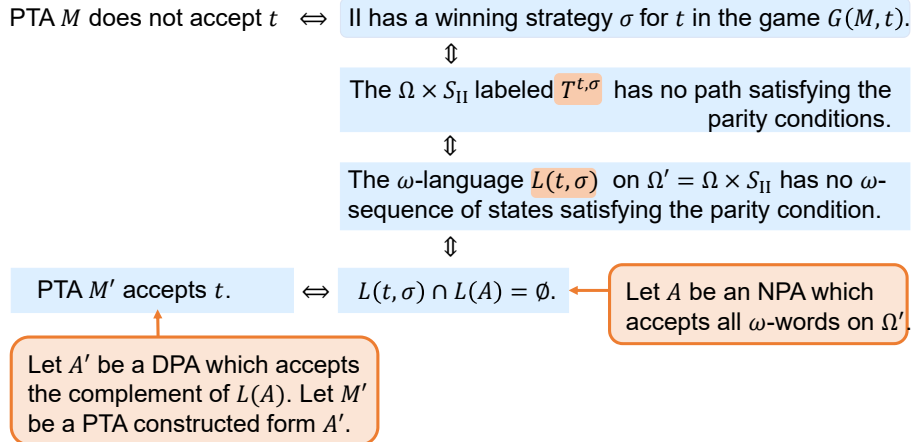 PTA M does not accept t ⇔ II has a winning strategy σ for t in the game G(M, t).
⇕
The Ω × S_II labeled T^{t,σ} has no path satisfying the
parity conditions.
⇕
The ω-language L(t, σ) on Ω′ = Ω × S_II has no ω-
sequence of states satisfying the parity condition.
⇕
PTA M′ accepts t. ⇔ L(t, σ) ∩ L(A) = ∅.
Let A be an NPA which
accepts all ω-words on Ω′.
Let A′ be a DPA which accepts
the complement of L(A). Let M′
be a PTA constructed form A′.